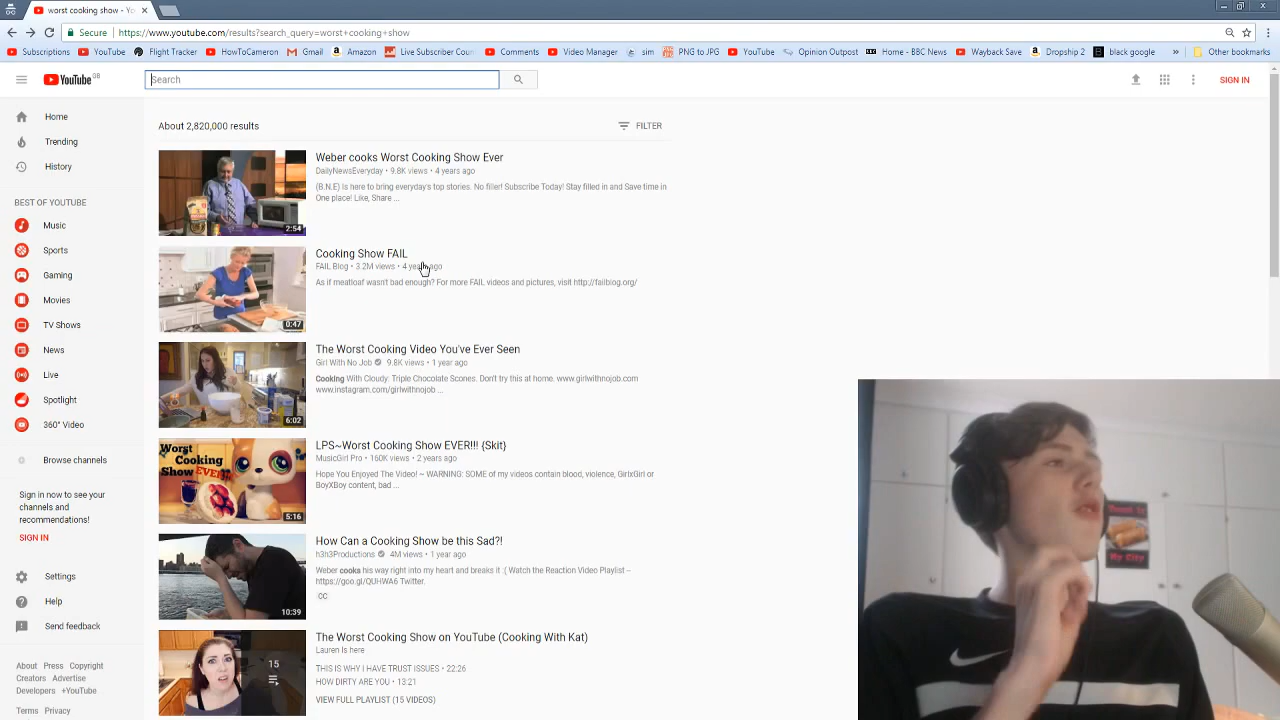 worst cooking show - You
Secure
https://www.youtube.com/results?search_query=worst+cooking+show
Subscriptions
YouTube
Flight Tracker
HowToCameron
Gmail
Amazon
Live Subscriber Cou
Comments
Video Manager
sim
PNG to JPG
YouTube
Opinion Outpost
Home - BBC News
Wayback Save
Dropship 2
black google
»
Other bookmarks
YouTube GB
Search
SIGN IN
Home
Trending
History
BEST OF YOUTUBE
Music
Sports
Gaming
Movies
TV Shows
News
Live
Spotlight
360° Video
Browse channels
Sign in now to see your
channels and
recommendations!
SIGN IN
Settings
Help
Send feedback
About Press Copyright
Creators Advertise
Developers +YouTube
Terms Privacy
About 2,820,000 results
FILTER
2:54
Weber cooks Worst Cooking Show Ever
DailyNewsEveryday • 9.8K views • 4 years ago
(B.N.E) Is here to bring everyday's top stories. No filler! Subscribe Today! Stay filled in and Save time in
One place! Like, Share ...
0:47
Cooking Show FAIL
FAIL Blog • 3.2M views • 4 years ago
As if meatloaf wasn't bad enough? For more FAIL videos and pictures, visit http://failblog.org/
6:02
The Worst Cooking Video You've Ever Seen
Girl With No Job 9.8K views • 1 year ago
Cooking With Cloudy: Triple Chocolate Scones. Don't try this at home. www.girlwithnojob.com
www.instagram.com/girlwithnojob ...
Worst
Cooking
Show EVER!!
5:16
LPS~Worst Cooking Show EVER!!! {Skit}
MusicGirl Pro • 160K views • 2 years ago
Hope You Enjoyed The Video! ~ WARNING: SOME of my videos contain blood, violence, GirlxGirl or
BoyXBoy content, bad ...
10:39
How Can a Cooking Show be this Sad?!
h3h3Productions 4M views • 1 year ago
Weber cooks his way right into my heart and breaks it :( Watch the Reaction Video Playlist –
https://goo.gl/QUHWA6 Twitter.
CC
15
The Worst Cooking Show on YouTube (Cooking With Kat)
Lauren Is here
THIS IS WHY I HAVE TRUST ISSUES • 22:26
HOW DIRTY ARE YOU • 13:21
VIEW FULL PLAYLIST (15 VIDEOS)
My City